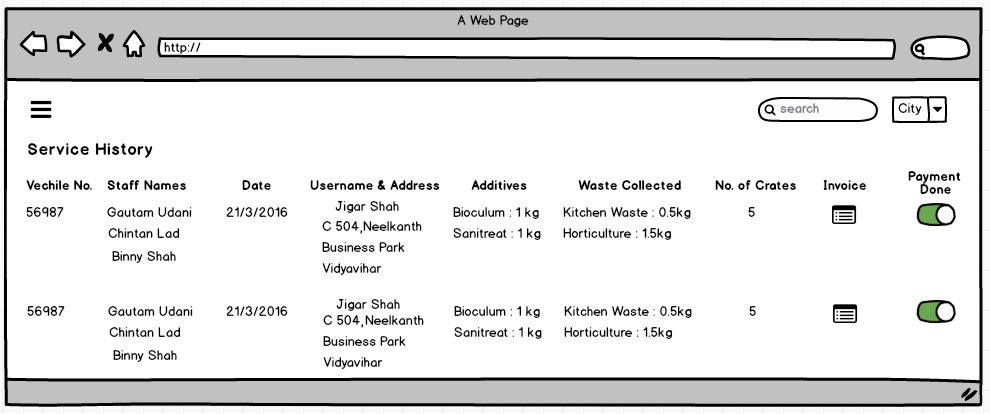 A Web Page
http://
search
City
Service History
Vechile No. Staff Names Date Username & Address Additives Waste Collected No. of Crates Invoice Payment Done
56987 Gautam Udani 21/3/2016 Jigar Shah Bioculum : 1 kg Kitchen Waste : 0.5kg 5
Chintan Lad C 504,Neelkanth Sanitreat : 1 kg Horticulture : 1.5kg
Binny Shah Business Park
Vidyavihar
56987 Gautam Udani 21/3/2016 Jigar Shah Bioculum : 1 kg Kitchen Waste : 0.5kg 5
Chintan Lad C 504,Neelkanth Sanitreat : 1 kg Horticulture : 1.5kg
Binny Shah Business Park
Vidyavihar